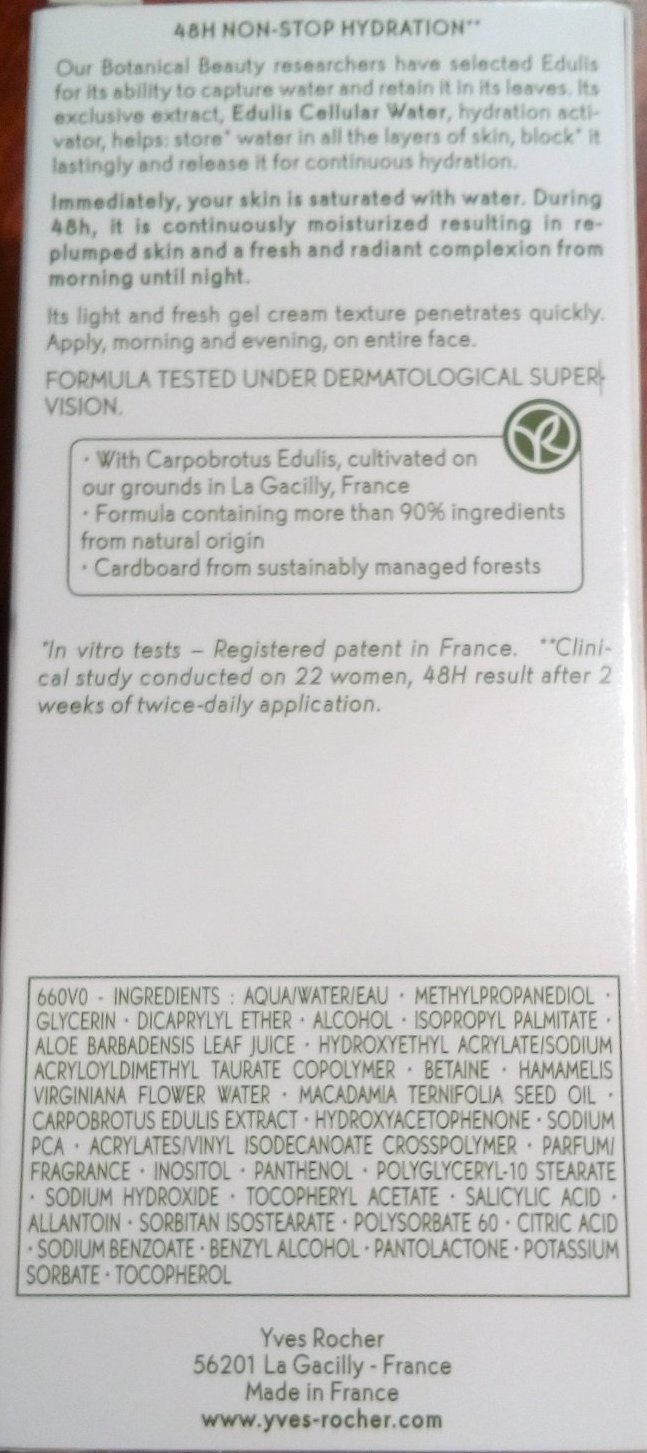 48H NON-STOP HYDRATION**
Our Botanical Beauty researchers have selected Edulis
for its ability to capture water and retain it in its leaves. Its
exclusive extract, Edulis Cellular Water, hydration acti-
vator, helps: store* water in all the layers of skin, block* it
lastingly and release it for continuous hydration.
Immediately, your skin is saturated with water. During
48h, it is continuously moisturized resulting in re-
plumped skin and a fresh and radiant complexion from
morning until night.
Its light and fresh gel cream texture penetrates quickly.
Apply, morning and evening, on entire face.
FORMULA TESTED UNDER DERMATOLOGICAL SUPER-
VISION.
· With Carpobrotus Edulis, cultivated on
our grounds in La Gacilly, France
· Formula containing more than 90% ingredients
from natural origin
· Cardboard from sustainably managed forests
*In vitro tests – Registered patent in France. **Clini-
cal study conducted on 22 women, 48H result after 2
weeks of twice-daily application.
660V0 - INGREDIENTS : AQUA/WATER/EAU · METHYLPROPANEDIOL ·
GLYCERIN · DICAPRYLYL ETHER · ALCOHOL · ISOPROPYL PALMITATE ·
ALOE BARBADENSIS LEAF JUICE · HYDROXYETHYL ACRYLATE/SODIUM
ACRYLOYLDIMETHYL TAURATE COPOLYMER · BETAINE · HAMAMELIS
VIRGINIANA FLOWER WATER · MACADAMIA TERNIFOLIA SEED OIL ·
CARPOBROTUS EDULIS EXTRACT · HYDROXYACETOPHENONE · SODIUM
PCA · ACRYLATES/VINYL ISODECANOATE CROSSPOLYMER · PARFUM/
FRAGRANCE · INOSITOL · PANTHENOL · POLYGLYCERYL-10 STEARATE
· SODIUM HYDROXIDE · TOCOPHERYL ACETATE · SALICYLIC ACID ·
ALLANTOIN · SORBITAN ISOSTEARATE · POLYSORBATE 60 · CITRIC ACID
· SODIUM BENZOATE · BENZYL ALCOHOL · PANTOLACTONE · POTASSIUM
SORBATE · TOCOPHEROL
Yves Rocher
56201 La Gacilly - France
Made in France
www.yves-rocher.com